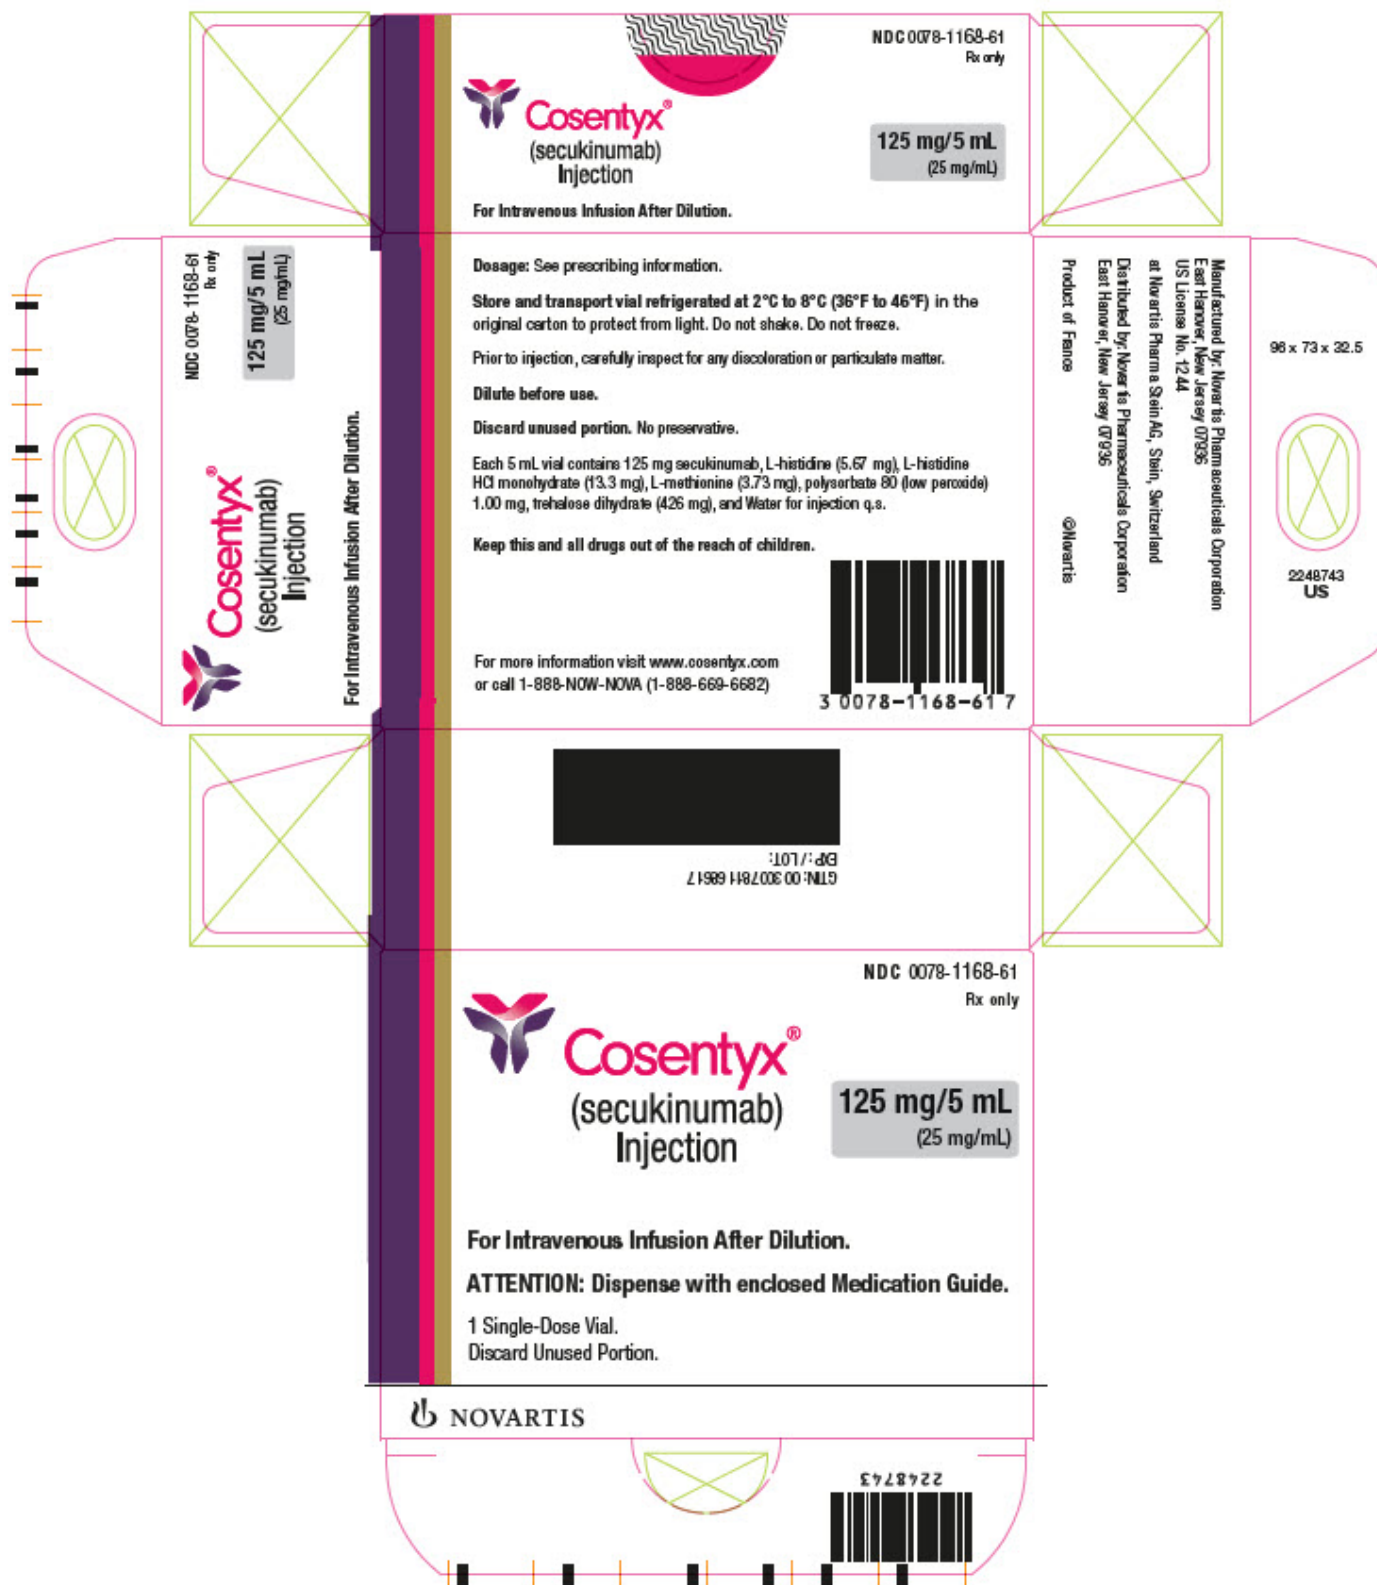 NDC 0078-1168-61
Rx only
Cosentyx®
(secukinumab)
Injection
125 mg/5 mL
(25 mg/mL)
For Intravenous Infusion After Dilution.
NDC 0078- 1168-61
Rx only
125 mg/5 mL
(25 mg/mL)
Cosentyx®
(secukinumab)
Injection
For Intravenous Infusion After Dilution.
Dosage: See prescribing information.
Store and transport vial refrigerated at 2°C to 8°C (36°F to 46°F) in the
original carton to protect from light. Do not shake. Do not freeze.
Prior to injection, carefully inspect for any discoloration or particulate matter.
Dilute before use.
Discard unused portion. No preservative.
Each 5 mL vial contains 125 mg secukinumab, L-histidine (5.67 mg), L-histidine
HCl monohydrate (13.3 mg), L-methionine (3.73 mg), polysorbate 80 (low peroxide)
1.00 mg, trehalose dihydrate (426 mg), and Water for injection q.s.
Keep this and all drugs out of the reach of children.
For more information visit www.cosentyx.com
or call 1-888-NOW-NOVA (1-888-669-6682)
3 0078-1168-61 7
Manufactured by: Novartis Pharmaceuticals Corporation
East Hanover, New Jersey 07936
US License No. 1244
at Novartis Pharma Stein AG, Stein, Switzerland
Distributed by: Novartis Pharmaceuticals Corporation
East Hanover, New Jersey 07936
Product of France ©Novartis
96 x 73 x 32.5
2248743
US
GTIN: 00 3007811 68617
EXP: / LOT:
NDC 0078-1168-61
Rx only
Cosentyx®
(secukinumab)
Injection
125 mg/5 mL
(25 mg/mL)
For Intravenous Infusion After Dilution.
ATTENTION: Dispense with enclosed Medication Guide.
1 Single-Dose Vial.
Discard Unused Portion.
NOVARTIS
2248743